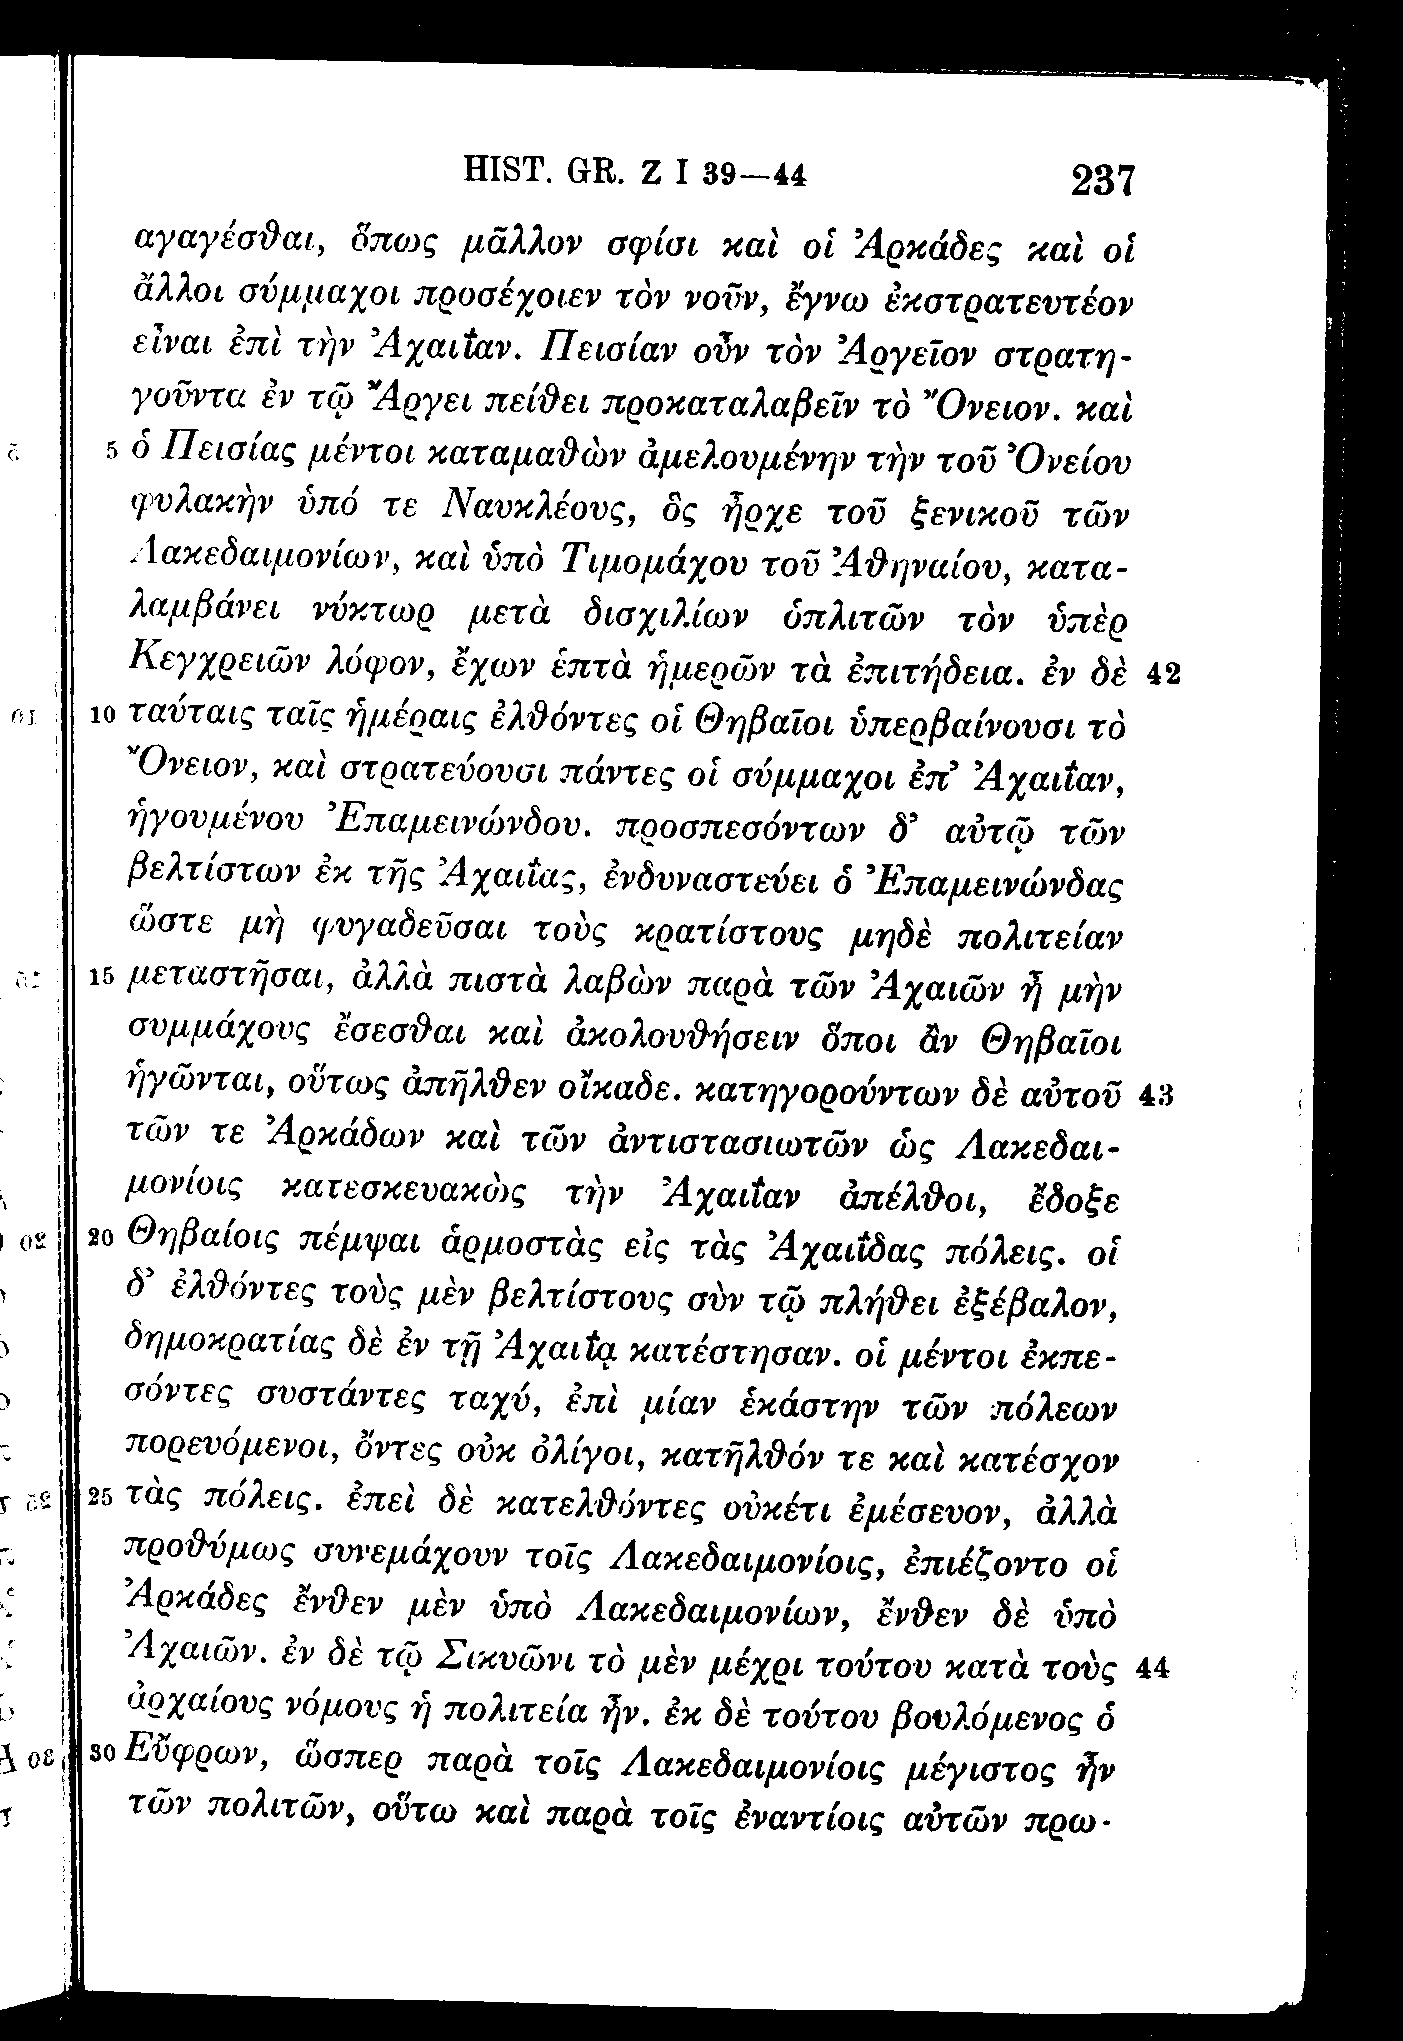 HIST. GR. Z I 39—44 237
αγαγέσθαι, ὅπως μᾶλλον σφίσι καὶ οἱ Ἀρκάδες καὶ οἱ
ἄλλοι σύμμαχοι προσέχοιεν τὸν νοῦν, ἔγνω ἐκστρατευτέον
εἶναι ἐπὶ τὴν Ἀχαιΐαν. Πεισίαν οὖν τὸν Ἀργεῖον στρατη-
γοῦντα ἐν τῷ Ἄργει πείθει προκαταλαβεῖν τὸ Ὄνειον. καὶ
5 ὁ Πεισίας μέντοι καταμαθὼν ἀμελουμένην τὴν τοῦ Ὀνείου
φυλακὴν ὑπό τε Ναυκλέους, ὃς ἦρχε τοῦ ξενικοῦ τῶν
Λακεδαιμονίων, καὶ ὑπὸ Τιμομάχου τοῦ Ἀθηναίου, κατα-
λαμβάνει νύκτωρ μετὰ δισχιλίων ὁπλιτῶν τὸν ὑπὲρ
Κεγχρειῶν λόφον, ἔχων ἑπτὰ ἡμερῶν τὰ ἐπιτήδεια. ἐν δὲ 42
10 ταύταις ταῖς ἡμέραις ἐλθόντες οἱ Θηβαῖοι ὑπερβαίνουσι τὸ
Ὄνειον, καὶ στρατεύουσι πάντες οἱ σύμμαχοι ἐπ’ Ἀχαιΐαν,
ἡγουμένου Ἐπαμεινώνδου. προσπεσόντων δ’ αὐτῷ τῶν
βελτίστων ἐκ τῆς Ἀχαιΐας, ἐνδυναστεύει ὁ Ἐπαμεινώνδας
ὥστε μὴ φυγαδεῦσαι τοὺς κρατίστους μηδὲ πολιτείαν
15 μεταστῆσαι, ἀλλὰ πιστὰ λαβὼν παρὰ τῶν Ἀχαιῶν ἦ μὴν
συμμάχους ἔσεσθαι καὶ ἀκολουθήσειν ὅποι ἂν Θηβαῖοι
ἡγῶνται, οὕτως ἀπῆλθεν οἴκαδε. κατηγορούντων δὲ αὐτοῦ 43
τῶν τε Ἀρκάδων καὶ τῶν ἀντιστασιωτῶν ὡς Λακεδαι-
μονίοις κατεσκευακὼς τὴν Ἀχαιΐαν ἀπέλθοι, ἔδοξε
20 Θηβαίοις πέμψαι ἁρμοστὰς εἰς τὰς Ἀχαιΐδας πόλεις. οἱ
δ’ ἐλθόντες τοὺς μὲν βελτίστους σὺν τῷ πλήθει ἐξέβαλον,
δημοκρατίας δὲ ἐν τῇ Ἀχαιΐᾳ κατέστησαν. οἱ μέντοι ἐκπε-
σόντες συστάντες ταχύ, ἐπὶ μίαν ἑκάστην τῶν πόλεων
πορευόμενοι, ὄντες οὐκ ὀλίγοι, κατῆλθόν τε καὶ κατέσχον
25 τὰς πόλεις. ἐπεὶ δὲ κατελθόντες οὐκέτι ἐμέσευον, ἀλλὰ
προθύμως συνεμάχουν τοῖς Λακεδαιμονίοις, ἐπιέζοντο οἱ
Ἀρκάδες ἔνθεν μὲν ὑπὸ Λακεδαιμονίων, ἔνθεν δὲ ὑπὸ
Ἀχαιῶν. ἐν δὲ τῷ Σικυῶνι τὸ μὲν μέχρι τούτου κατὰ τοὺς 44
ἀρχαίους νόμους ἡ πολιτεία ἦν. ἐκ δὲ τούτου βουλόμενος ὁ
30 Εὔφρων, ὥσπερ παρὰ τοῖς Λακεδαιμονίοις μέγιστος ἦν
τῶν πολιτῶν, οὕτω καὶ παρὰ τοῖς ἐναντίοις αὐτῶν πρω-